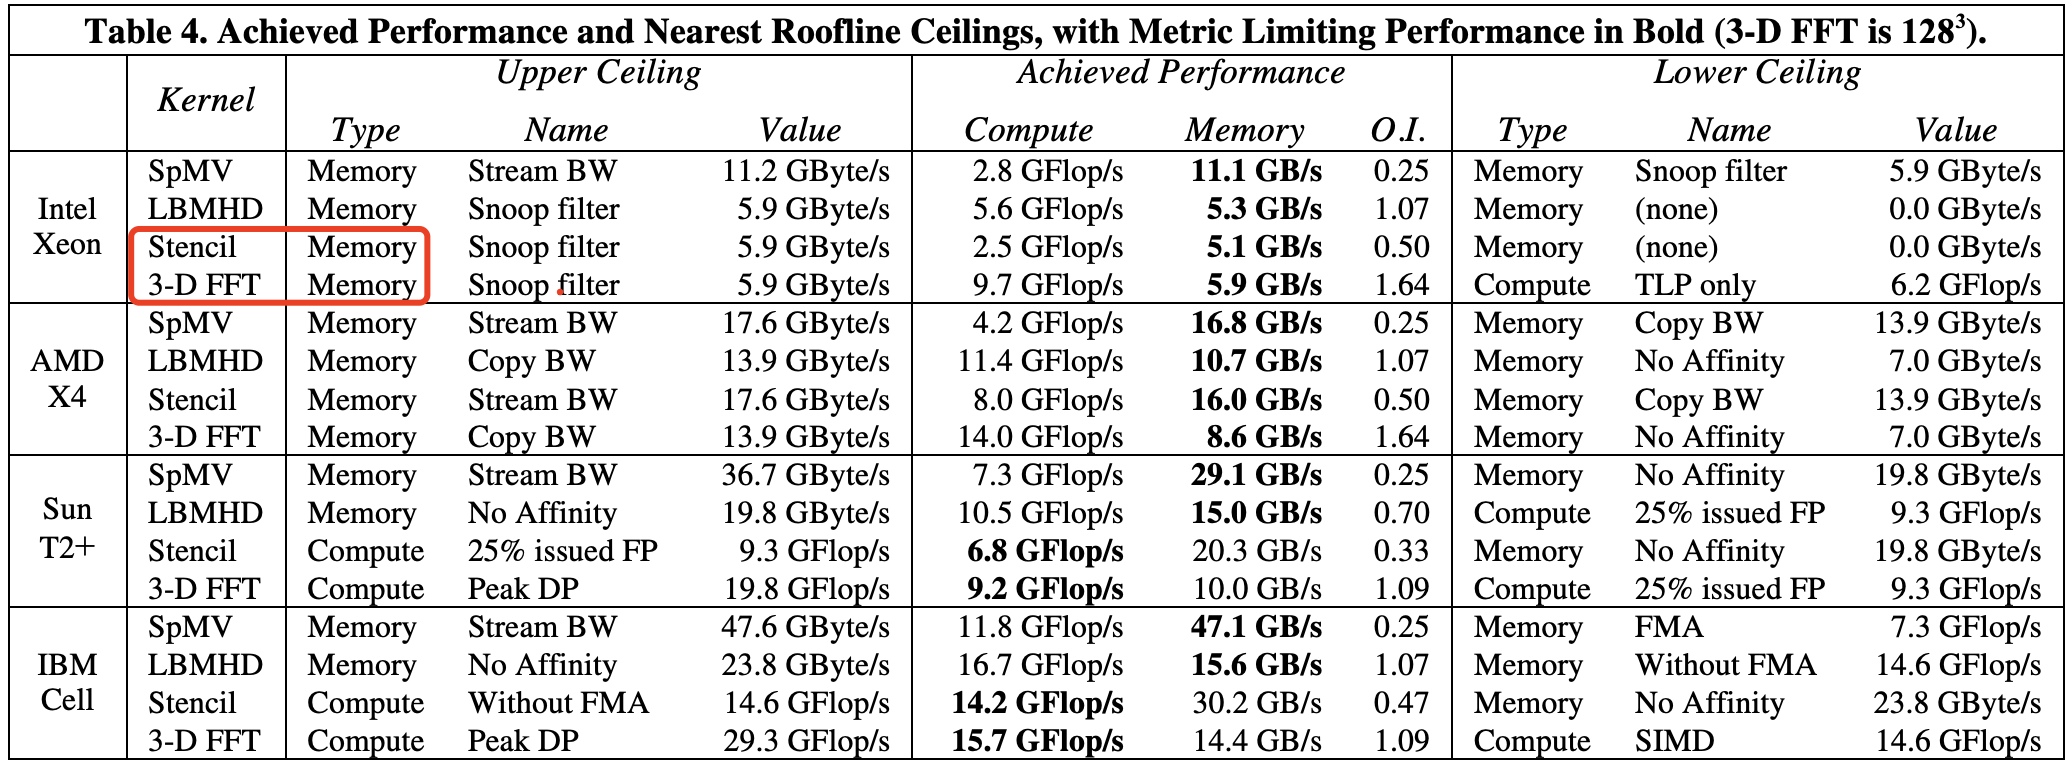 Table 4. Achieved Performance and Nearest Roofline Ceilings, with Metric Limiting Performance in Bold (3-D FFT is 128³).
Kernel Upper Ceiling Achieved Performance Lower Ceiling
Type Name Value Compute Memory O.I. Type Name Value
Intel Xeon
SpMV Memory Stream BW 11.2 GByte/s 2.8 GFlop/s 11.1 GB/s 0.25 Memory Snoop filter 5.9 GByte/s
LBMHD Memory Snoop filter 5.9 GByte/s 5.6 GFlop/s 5.3 GB/s 1.07 Memory (none) 0.0 GByte/s
Stencil Memory Snoop filter 5.9 GByte/s 2.5 GFlop/s 5.1 GB/s 0.50 Memory (none) 0.0 GByte/s
3-D FFT Memory Snoop filter 5.9 GByte/s 9.7 GFlop/s 5.9 GB/s 1.64 Compute TLP only 6.2 GFlop/s
AMD X4
SpMV Memory Stream BW 17.6 GByte/s 4.2 GFlop/s 16.8 GB/s 0.25 Memory Copy BW 13.9 GByte/s
LBMHD Memory Copy BW 13.9 GByte/s 11.4 GFlop/s 10.7 GB/s 1.07 Memory No Affinity 7.0 GByte/s
Stencil Memory Stream BW 17.6 GByte/s 8.0 GFlop/s 16.0 GB/s 0.50 Memory Copy BW 13.9 GByte/s
3-D FFT Memory Copy BW 13.9 GByte/s 14.0 GFlop/s 8.6 GB/s 1.64 Memory No Affinity 7.0 GByte/s
Sun T2+
SpMV Memory Stream BW 36.7 GByte/s 7.3 GFlop/s 29.1 GB/s 0.25 Memory No Affinity 19.8 GByte/s
LBMHD Memory No Affinity 19.8 GByte/s 10.5 GFlop/s 15.0 GB/s 0.70 Compute 25% issued FP 9.3 GFlop/s
Stencil Compute 25% issued FP 9.3 GFlop/s 6.8 GFlop/s 20.3 GB/s 0.33 Memory No Affinity 19.8 GByte/s
3-D FFT Compute Peak DP 19.8 GFlop/s 9.2 GFlop/s 10.0 GB/s 1.09 Compute 25% issued FP 9.3 GFlop/s
IBM Cell
SpMV Memory Stream BW 47.6 GByte/s 11.8 GFlop/s 47.1 GB/s 0.25 Memory FMA 7.3 GFlop/s
LBMHD Memory No Affinity 23.8 GByte/s 16.7 GFlop/s 15.6 GB/s 1.07 Memory Without FMA 14.6 GFlop/s
Stencil Compute Without FMA 14.6 GFlop/s 14.2 GFlop/s 30.2 GB/s 0.47 Memory No Affinity 23.8 GByte/s
3-D FFT Compute Peak DP 29.3 GFlop/s 15.7 GFlop/s 14.4 GB/s 1.09 Compute SIMD 14.6 GFlop/s